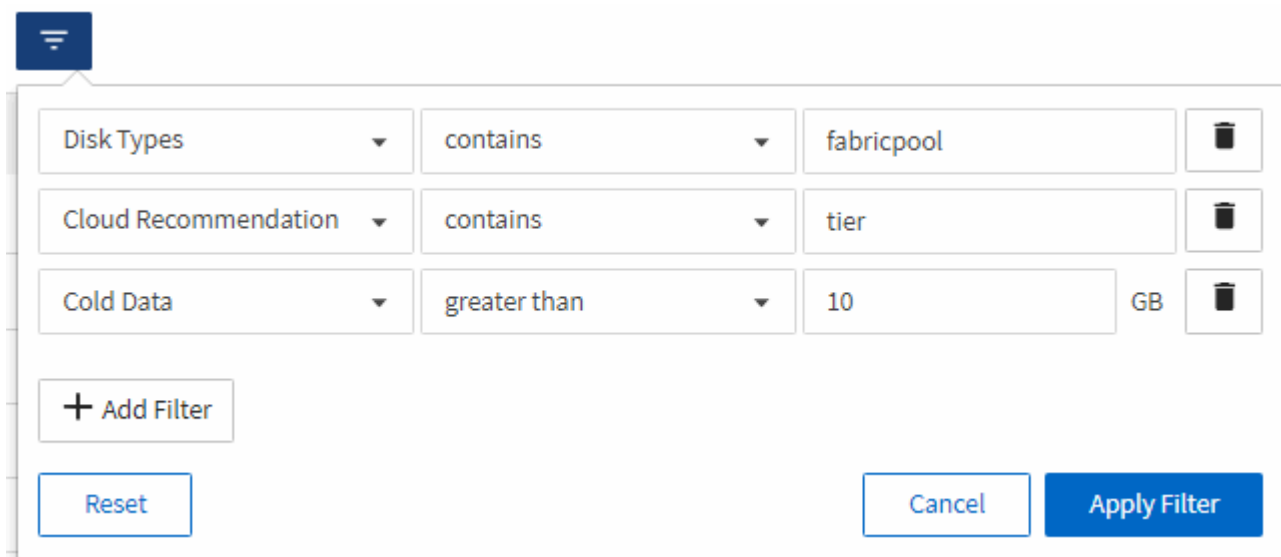 Disk Types contains fabricpool
Cloud Recommendation contains tier
Cold Data greater than 10 GB
Add Filter
Reset Cancel Apply Filter